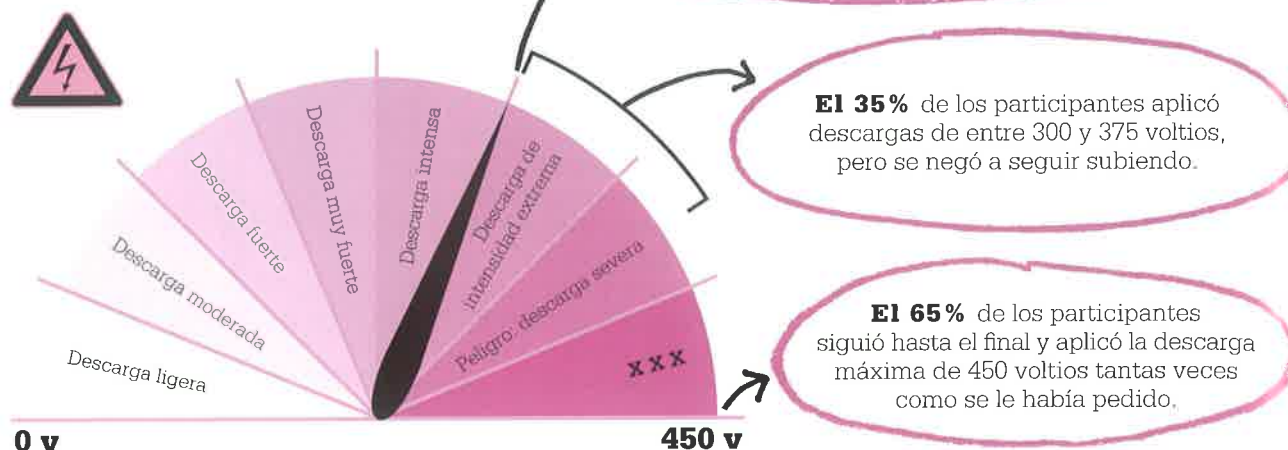 El 35% de los participantes aplicó
descargas de entre 300 y 375 voltios,
pero se negó a seguir subiendo.
Descarga ligera
Descarga moderada
Descarga fuerte
Descarga muy fuerte
Descarga intensa
Descarga de
intensidad extrema
Peligro: descarga severa
xxx
El 65% de los participantes
siguió hasta el final y aplicó la descarga
máxima de 450 voltios tantas veces
como se le había pedido.
0 v
450 v